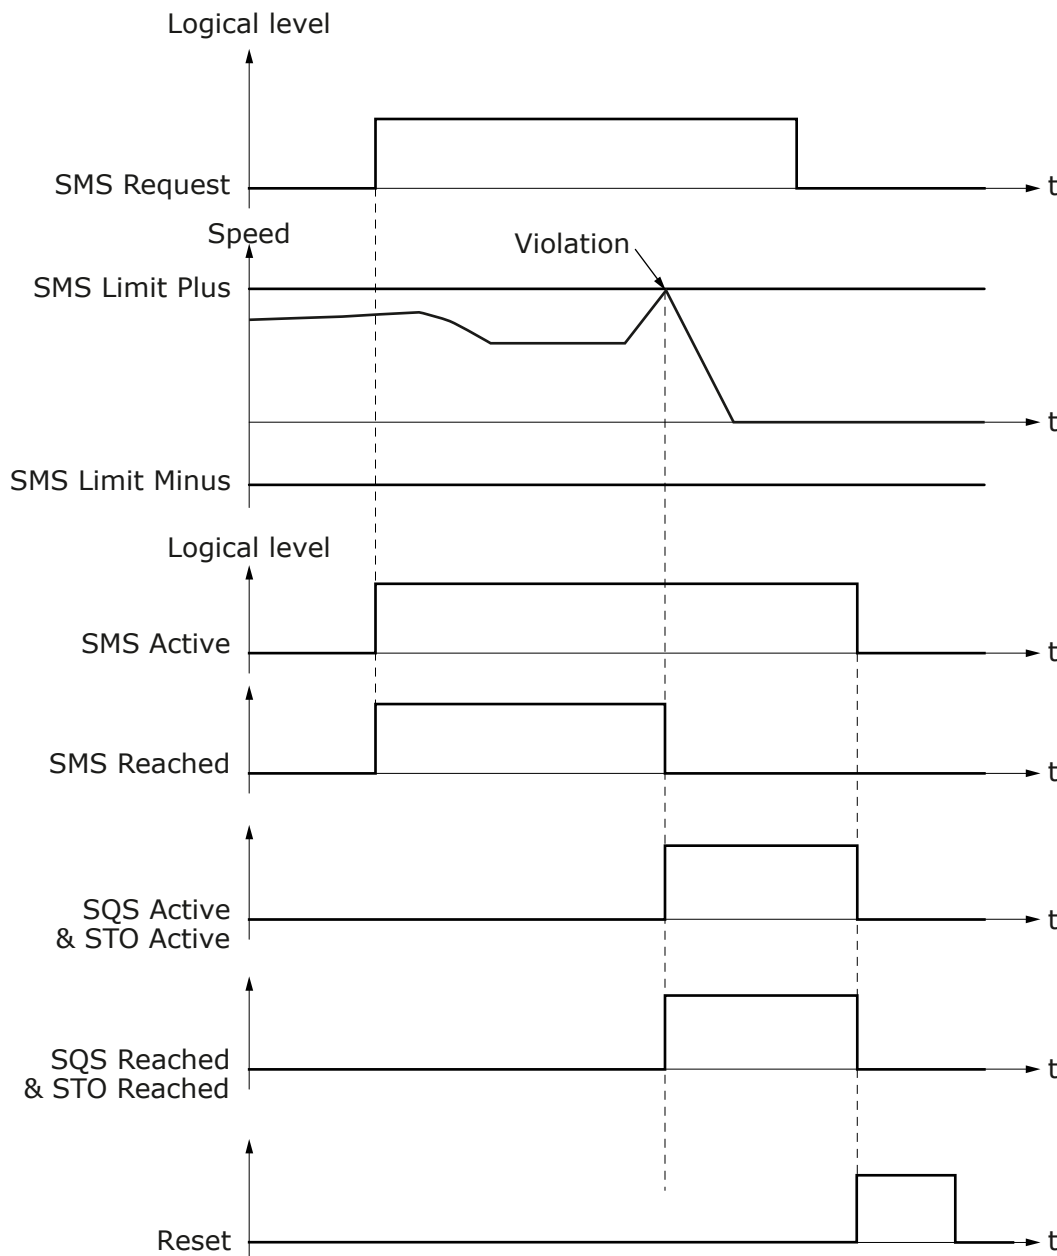 Logical level
SMS Request
t
Speed
Violation
SMS Limit Plus
t
SMS Limit Minus
Logical level
SMS Active
t
SMS Reached
t
SQS Active
& STO Active
t
SQS Reached
& STO Reached
t
Reset
t